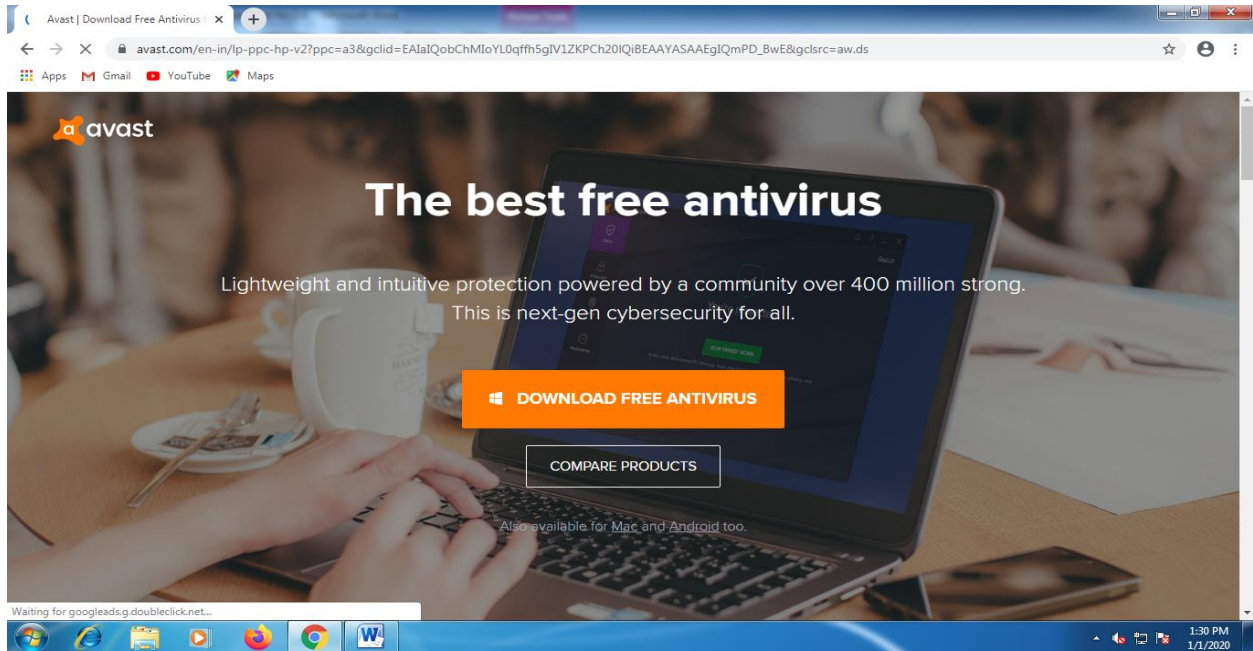 Avast | Download Free Antivirus
avast.com/en-in/lp-ppc-hp-v2?ppc=a3&gclid=EAIaIQobChMIoYL0qffh5gIV1ZKPCh20IQiBEAAYASAAEgIQmPD_BwE&gclsrc=aw.ds
Apps Gmail YouTube Maps
avast
The best free antivirus
Lightweight and intuitive protection powered by a community over 400 million strong.
This is next-gen cybersecurity for all.
DOWNLOAD FREE ANTIVIRUS
COMPARE PRODUCTS
Also available for Mac and Android too.
Waiting for googleads.g.doubleclick.net...
1:30 PM
1/1/2020